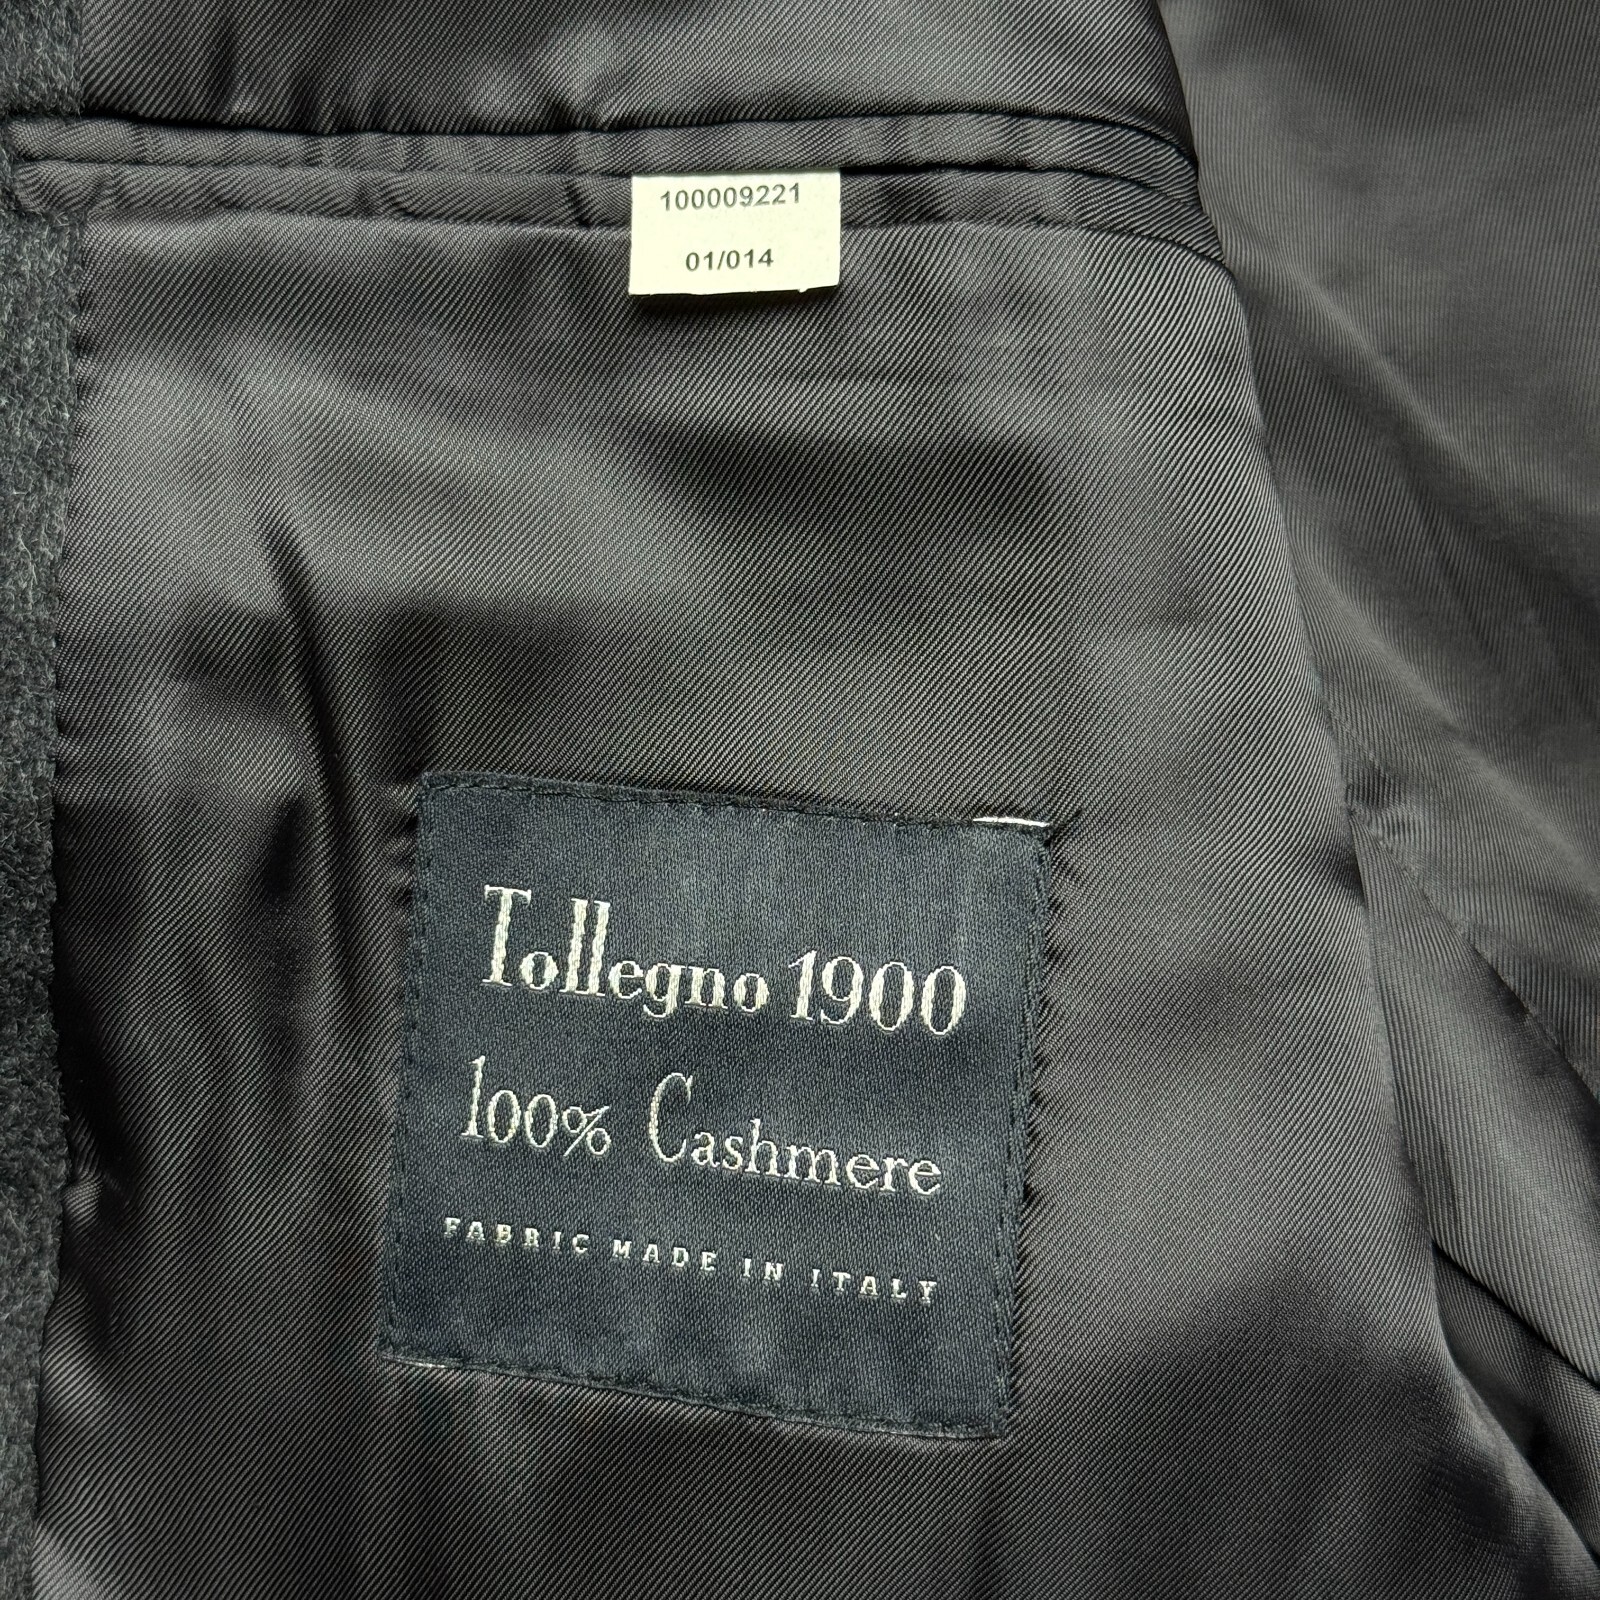 100009221
01/014
Tollegno 1900
100% Cashmere
FABRIC MADE IN ITALY